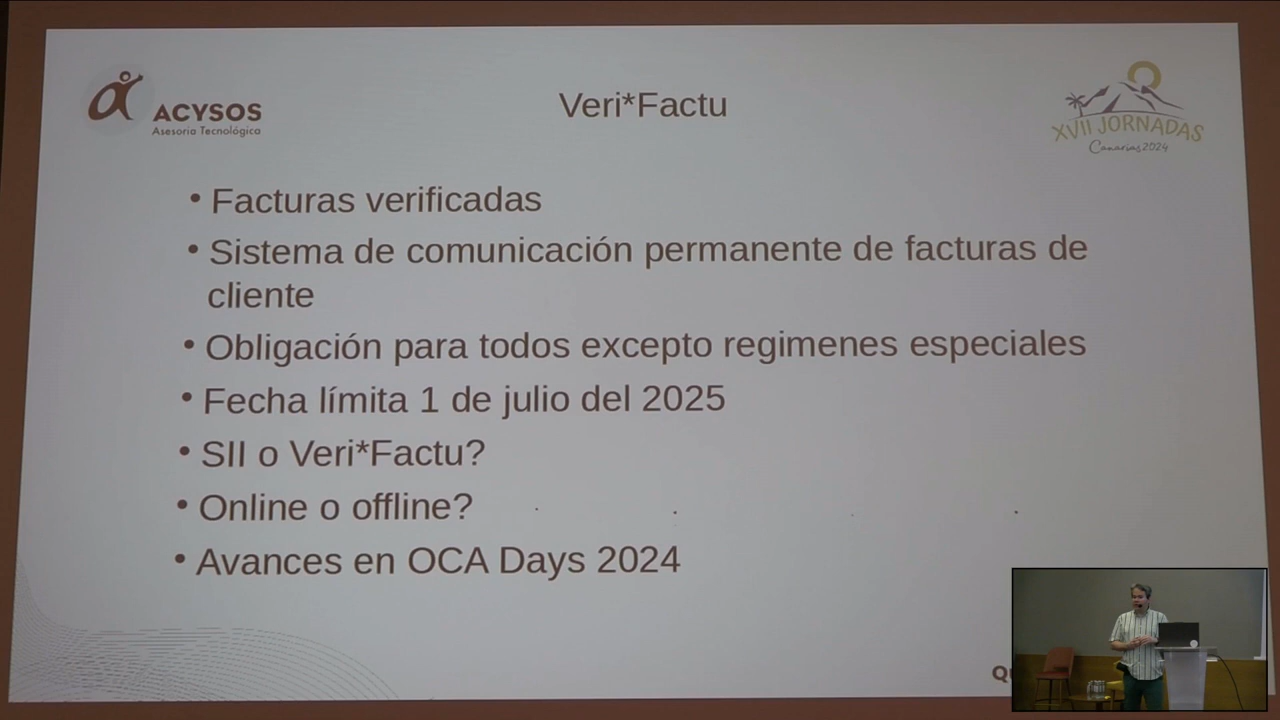 ACYSOS
Asesoría Tecnológica
Veri*Factu
XVII JORNADAS
Canarias 2024
• Facturas verificadas
• Sistema de comunicación permanente de facturas de
cliente
• Obligación para todos excepto regimenes especiales
• Fecha límita 1 de julio del 2025
• SII o Veri*Factu?
• Online o offline?
• Avances en OCA Days 2024